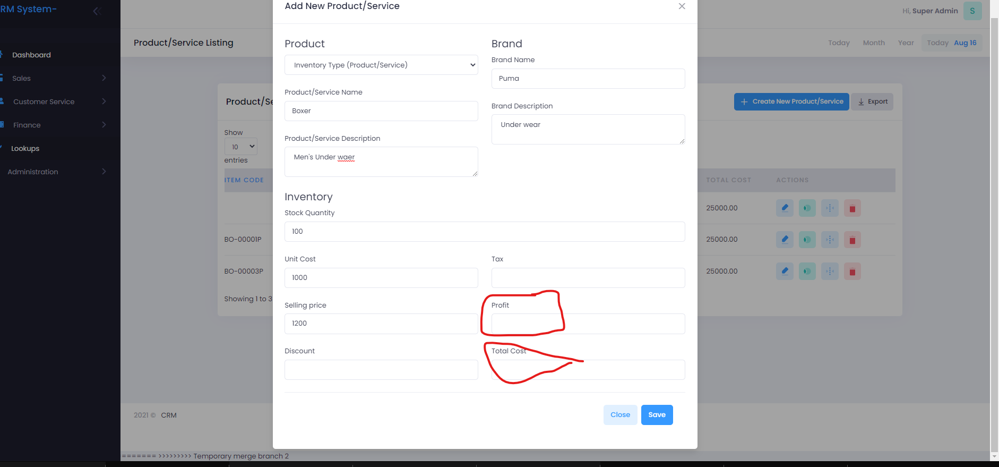 RM System-
Dashboard
Sales
Customer Service
Finance
Lookups
Administration
Hi, Super Admin
S
Product/Service Listing
Today
Month
Year
Today Aug 16
Product/Se
Create New Product/Service
Export
Show
10
entries
ITEM CODE
TOTAL COST
ACTIONS
25000.00
BO-00001P
25000.00
BO-00003P
25000.00
Showing 1 to 3
Add New Product/Service
Product
Inventory Type (Product/Service)
Product/Service Name
Boxer
Product/Service Description
Men's Under waer
Brand
Brand Name
Puma
Brand Description
Under wear
Inventory
Stock Quantity
100
Unit Cost
1000
Tax
Selling price
1200
Profit
Discount
Total Cost
Close
Save
2021 © CRM
======= >>>>>>>>> Temporary merge branch 2